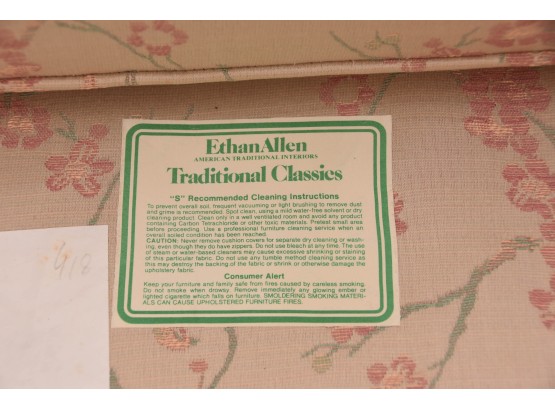 Ethan Allen
AMERICAN TRADITIONAL INTERIORS
Traditional Classics
"S" Recommended Cleaning Instructions
To prevent overall soil, frequent vacuuming or light brushing to remove dust
and grime is recommended. Spot clean, using a mild water-free solvent or dry
cleaning product. Clean only in a well ventilated room and avoid any product
containing Carbon Tetrachloride or other toxic materials. Pretest small area
before proceeding. Use a professional furniture cleaning service when an
overall soiled condition has been reached.
CAUTION: Never remove cushion covers for separate dry cleaning or wash-
ing, even though they do have zippers. Do not use bleach at any time. The use
of steam or water-based cleaners may cause excessive shrinking or staining
of this particular fabric. Do not use any tumble method cleaning service as
this may destroy the backing of the fabric or shrink or otherwise damage the
upholstery fabric.
Consumer Alert
Keep your furniture and family safe from fires caused by careless smoking.
Do not smoke when drowsy. Remove immediately any glowing ember or
lighted cigarette which falls on furniture. SMOLDERING SMOKING MATERI-
ALS CAN CAUSE UPHOLSTERED FURNITURE FIRES.